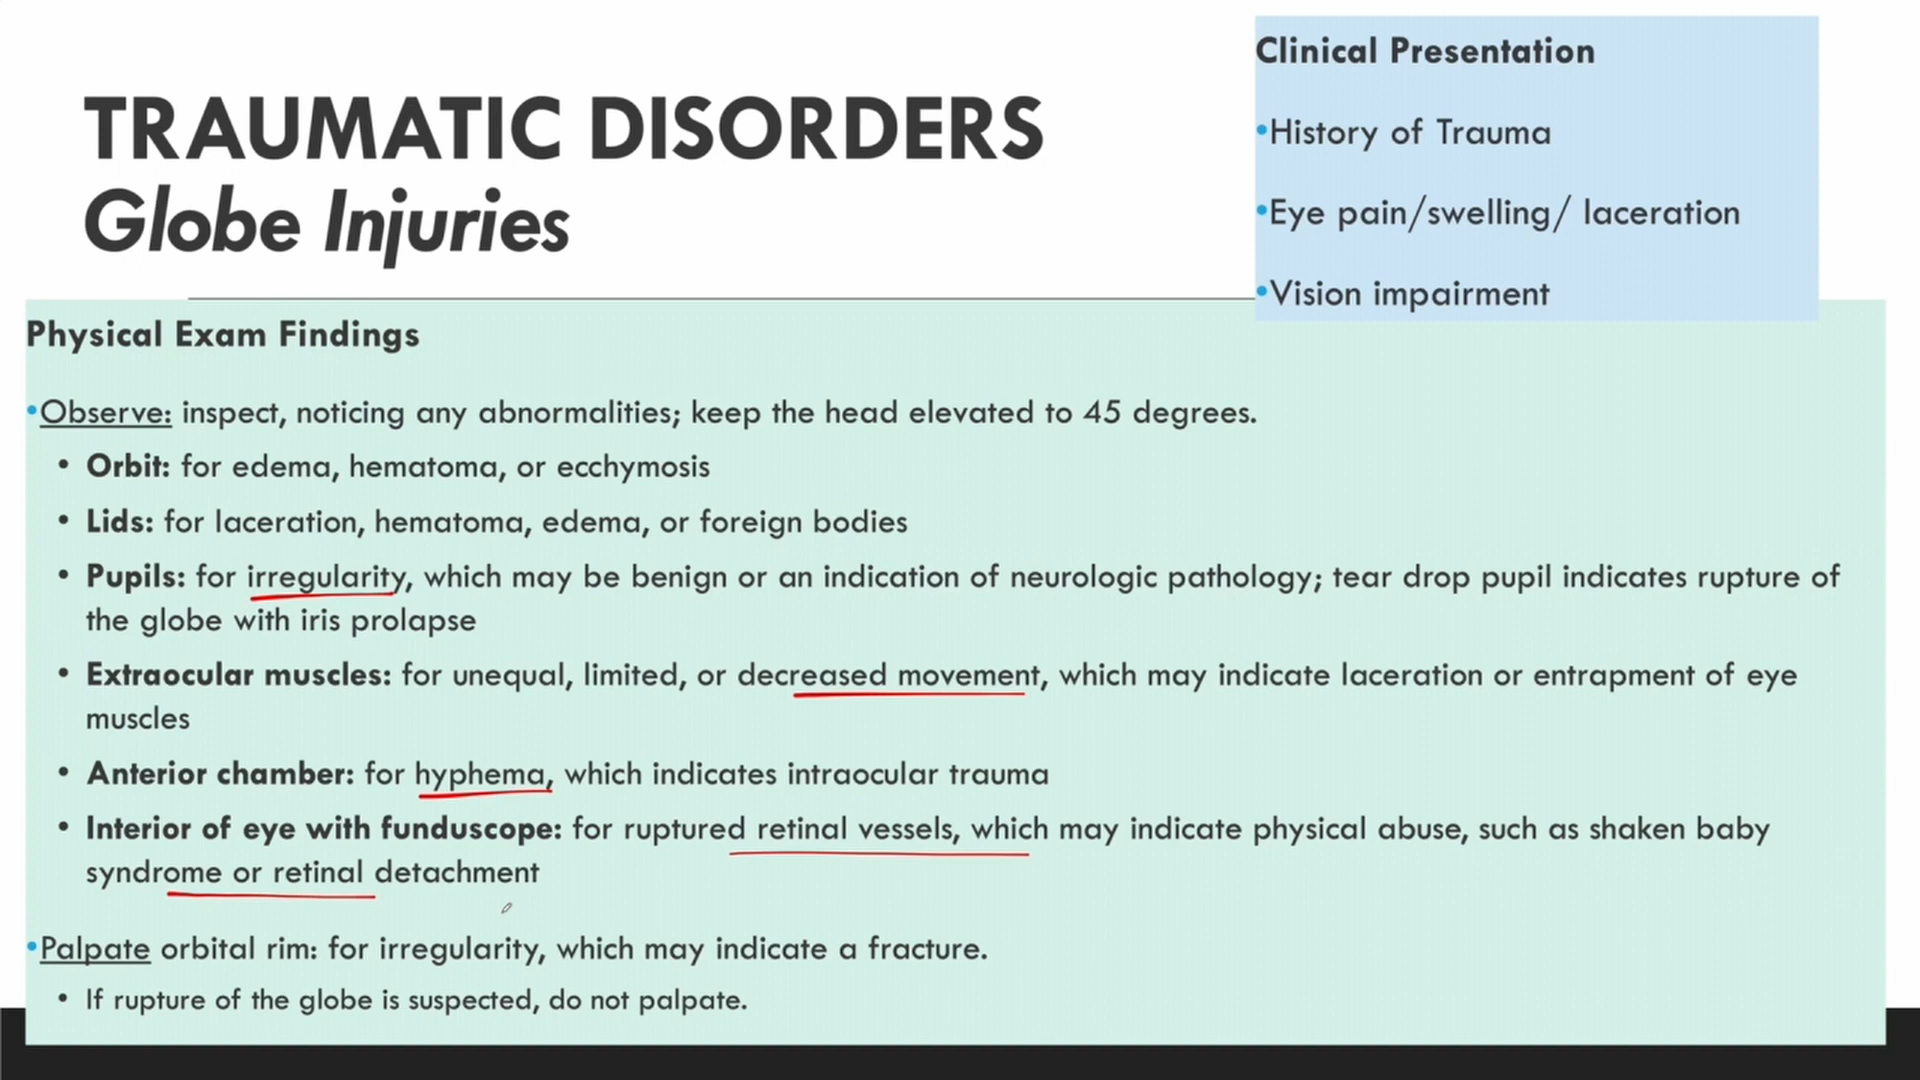 TRAUMATIC DISORDERS
Globe Injuries
Clinical Presentation
•History of Trauma
•Eye pain/swelling/ laceration
•Vision impairment
Physical Exam Findings
•Observe: inspect, noticing any abnormalities; keep the head elevated to 45 degrees.
• Orbit: for edema, hematoma, or ecchymosis
• Lids: for laceration, hematoma, edema, or foreign bodies
• Pupils: for irregularity, which may be benign or an indication of neurologic pathology; tear drop pupil indicates rupture of
the globe with iris prolapse
• Extraocular muscles: for unequal, limited, or decreased movement, which may indicate laceration or entrapment of eye
muscles
• Anterior chamber: for hyphema, which indicates intraocular trauma
• Interior of eye with funduscope: for ruptured retinal vessels, which may indicate physical abuse, such as shaken baby
syndrome or retinal detachment
•Palpate orbital rim: for irregularity, which may indicate a fracture.
• If rupture of the globe is suspected, do not palpate.